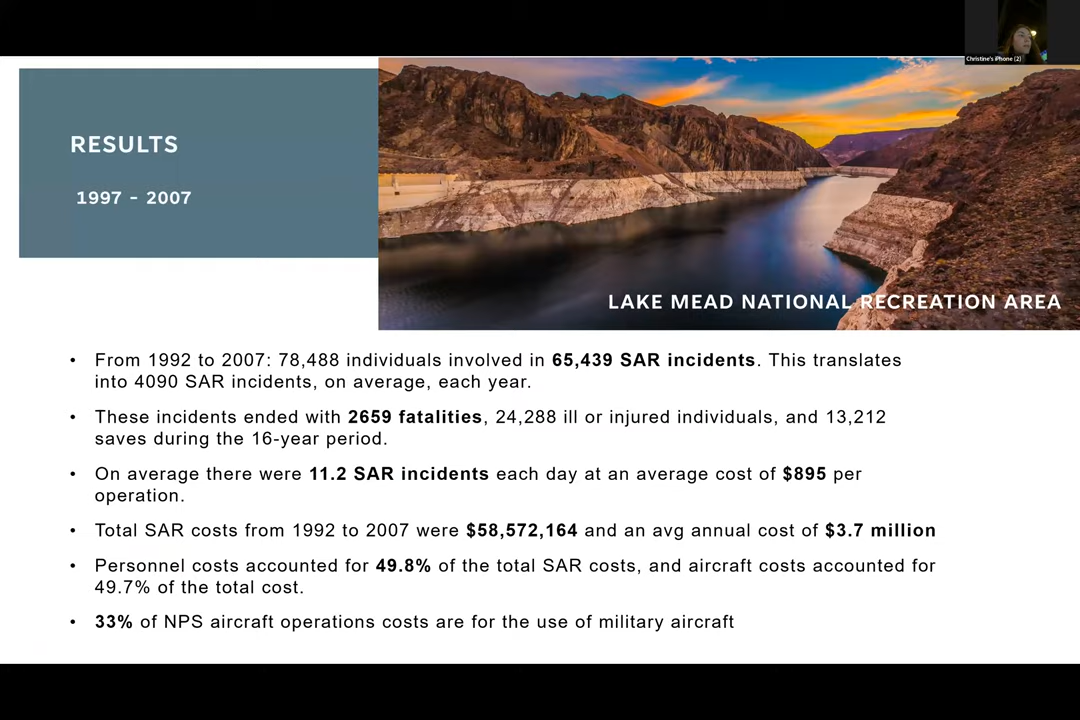 Christine's iPhone (2)
RESULTS
1997 - 2007
LAKE MEAD NATIONAL RECREATION AREA
• From 1992 to 2007: 78,488 individuals involved in 65,439 SAR incidents. This translates
into 4090 SAR incidents, on average, each year.
• These incidents ended with 2659 fatalities, 24,288 ill or injured individuals, and 13,212
saves during the 16-year period.
• On average there were 11.2 SAR incidents each day at an average cost of $895 per
operation.
• Total SAR costs from 1992 to 2007 were $58,572,164 and an avg annual cost of $3.7 million
• Personnel costs accounted for 49.8% of the total SAR costs, and aircraft costs accounted for
49.7% of the total cost.
• 33% of NPS aircraft operations costs are for the use of military aircraft